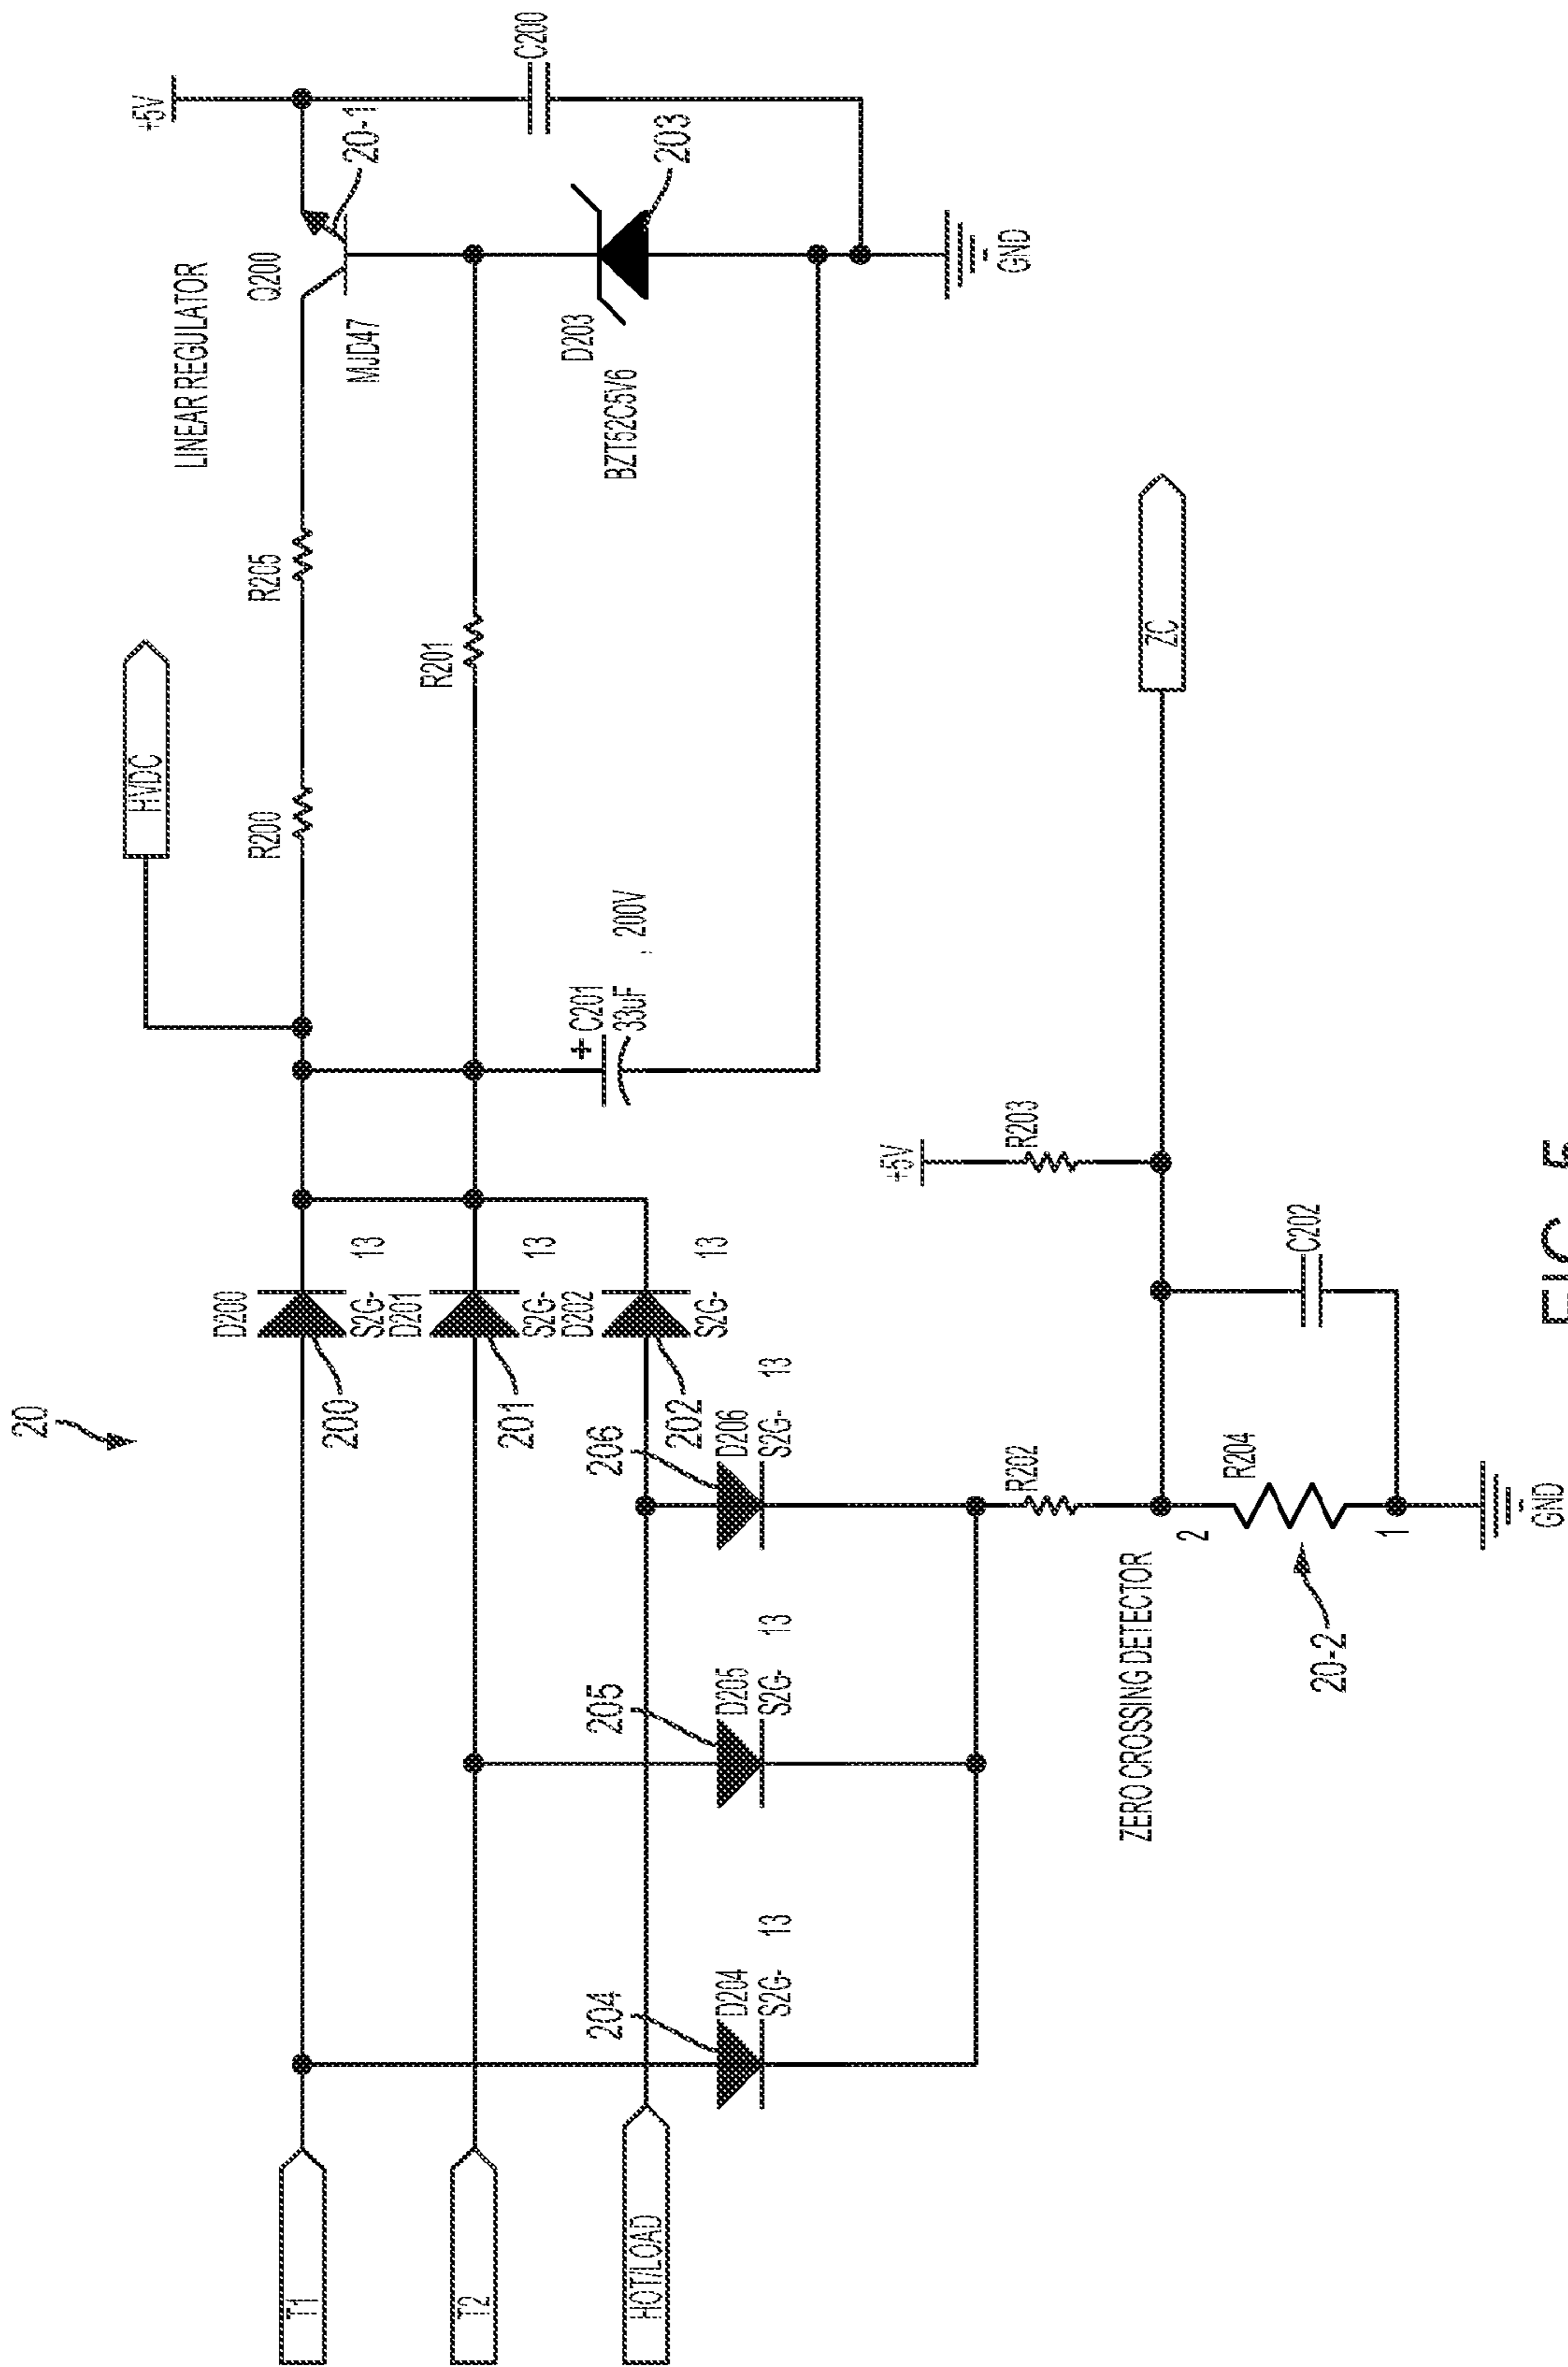 20
T1
T2
HOT/LOAD
204
D204
S2G-
13
205
D205
S2G-
13
206
D206
S2G-
13
200
D200
S2G-
13
201
D201
S2G-
13
202
D202
S2G-
13
HVDC
R200
R205
LINEAR REGULATOR
Q200
MJD47
20-1
+5V
C200
R201
+
C201
33uF
, 200V
D203
BZT52C5V6
203
GND
ZERO CROSSING DETECTOR
R202
+5V
R203
ZC
2
R204
1
20-2
C202
GND
FIG. 5